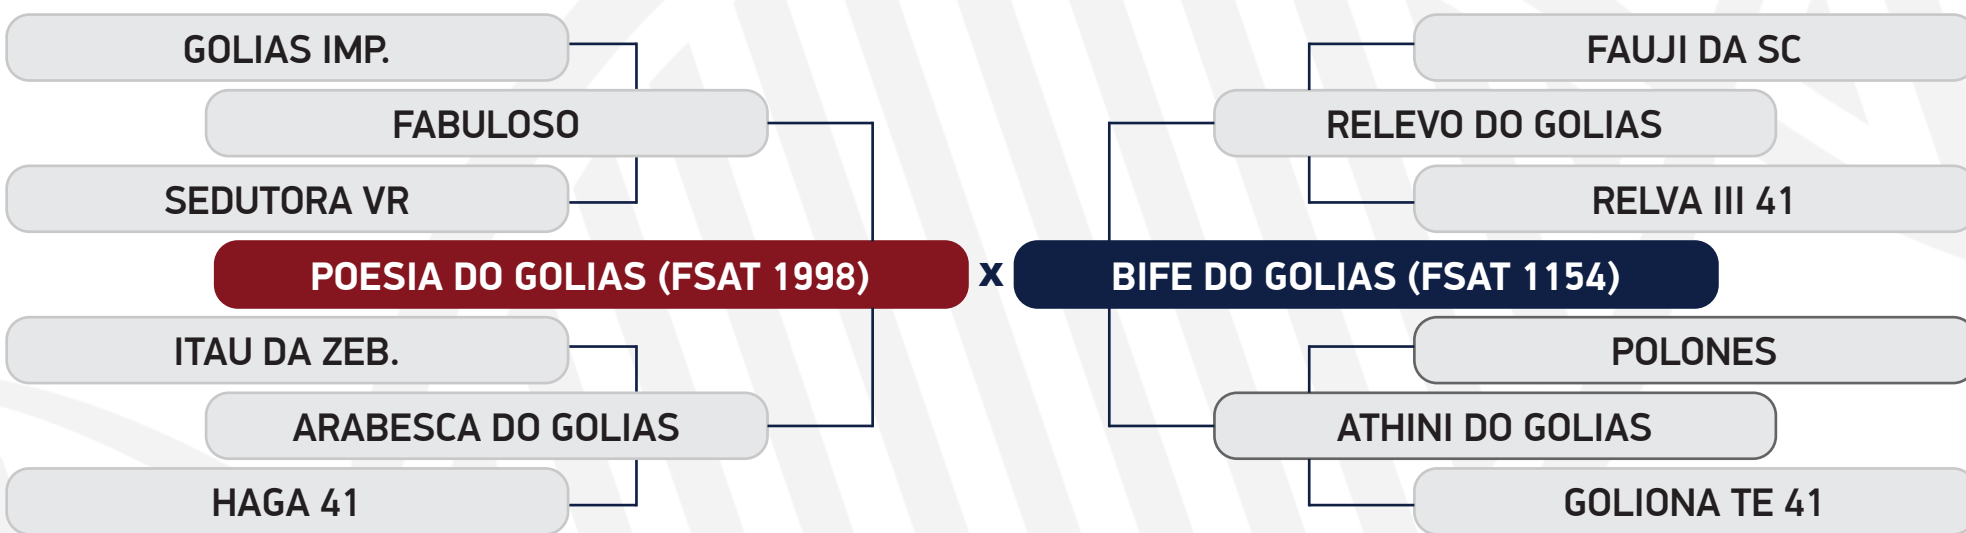 GOLIAS IMP.
FABULOSO
SEDUTORA VR
POESIA DO GOLIAS (FSAT 1998)
ITAU DA ZEB.
ARABESCA DO GOLIAS
HAGA 41
X
FAUJI DA SC
RELEVO DO GOLIAS
RELVA III 41
BIFE DO GOLIAS (FSAT 1154)
POLONES
ATHINI DO GOLIAS
GOLIONA TE 41